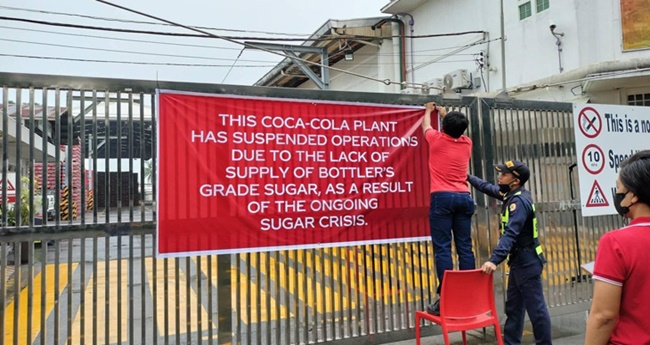 THIS COCA-COLA PLANT
HAS SUSPENDED OPERATIONS
DUE TO THE LACK OF
SUPPLY OF BOTTLER'S
GRADE SUGAR, AS A RESULT
OF THE ONGOING
SUGAR CRISIS.
This is a no
10
Speed